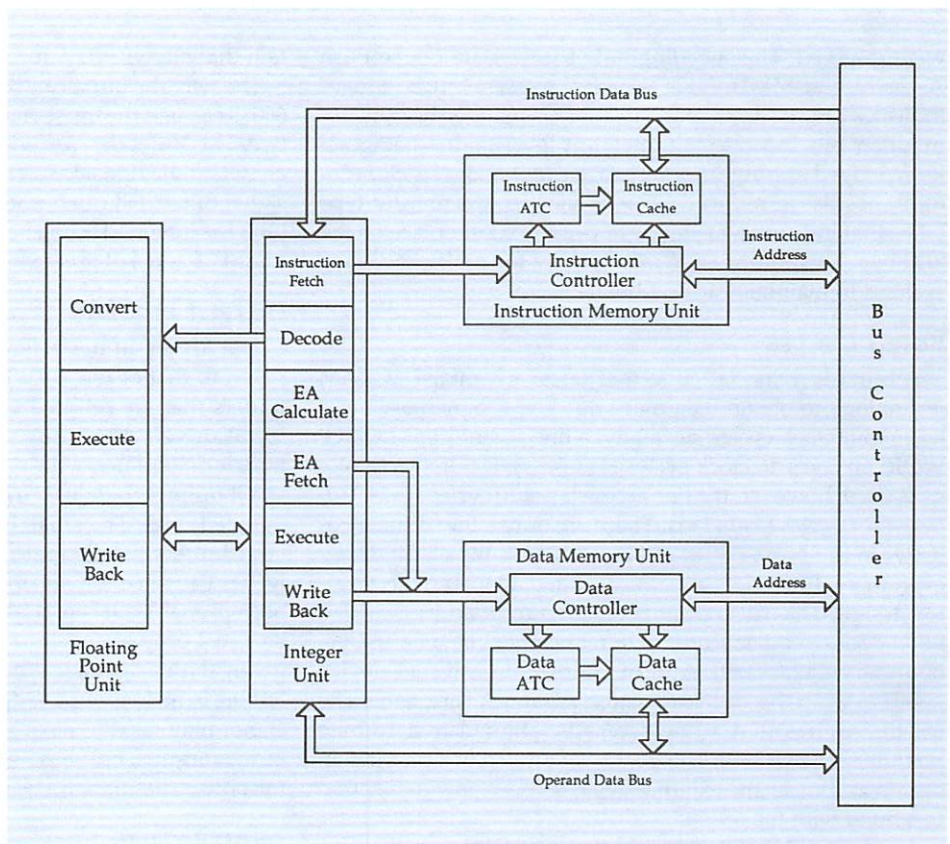 Instruction Data Bus
Instruction
ATC
Instruction
Cache
Instruction
Controller
Instruction Memory Unit
Instruction
Address
Convert
Execute
Write
Back
Floating
Point
Unit
Instruction
Fetch
Decode
EA
Calculate
EA
Fetch
Execute
Write
Back
Integer
Unit
Data Memory Unit
Data
Controller
Data
ATC
Data
Cache
Data
Address
Operand Data Bus
Bus Controller